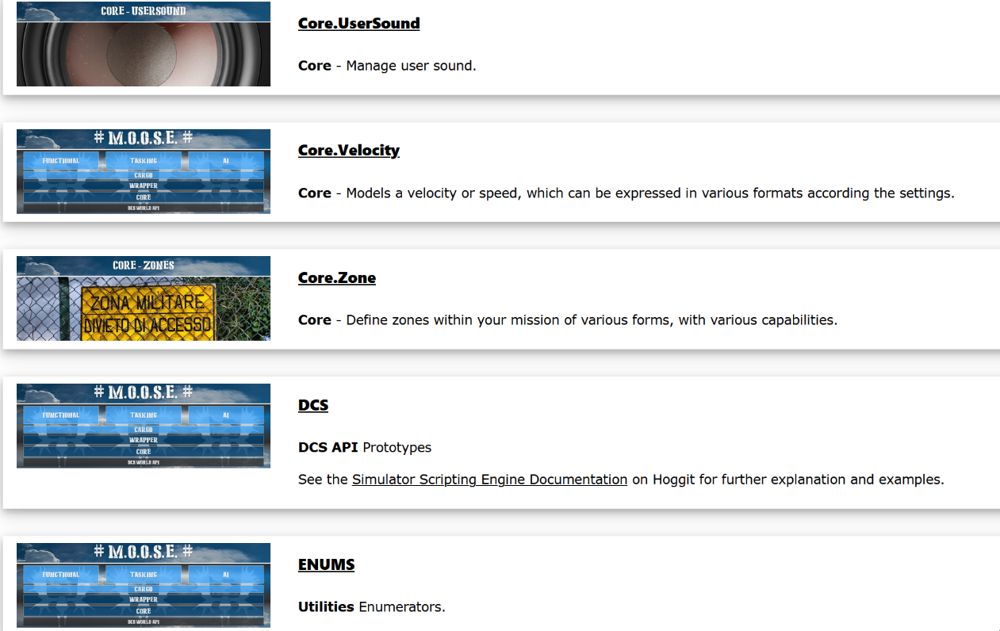 CORE - USERSOUND
Core.UserSound
Core - Manage user sound.
# M.O.O.S.E. #
FUNCTIONAL TASKING AI
CARGO
WRAPPER
CORE
DCS WORLD API
Core.Velocity
Core - Models a velocity or speed, which can be expressed in various formats according the settings.
CORE - ZONES
ZONA MILITARE
DIVIETO DI ACCESSO
Core.Zone
Core - Define zones within your mission of various forms, with various capabilities.
# M.O.O.S.E. #
FUNCTIONAL TASKING AI
CARGO
WRAPPER
CORE
DCS WORLD API
DCS
DCS API Prototypes
See the Simulator Scripting Engine Documentation on Hoggit for further explanation and examples.
# M.O.O.S.E. #
FUNCTIONAL TASKING AI
CARGO
WRAPPER
CORE
DCS WORLD API
ENUMS
Utilities Enumerators.